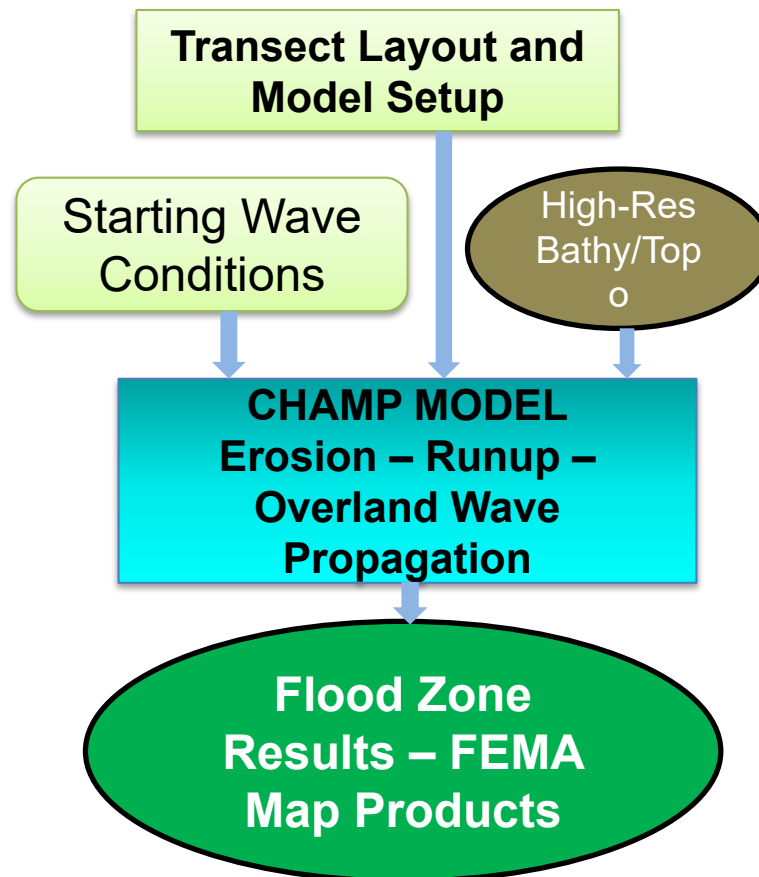 Transect Layout and
Model Setup
Starting Wave
Conditions
High-Res
Bathy/Top
o
CHAMP MODEL
Erosion – Runup –
Overland Wave
Propagation
Flood Zone
Results – FEMA
Map Products